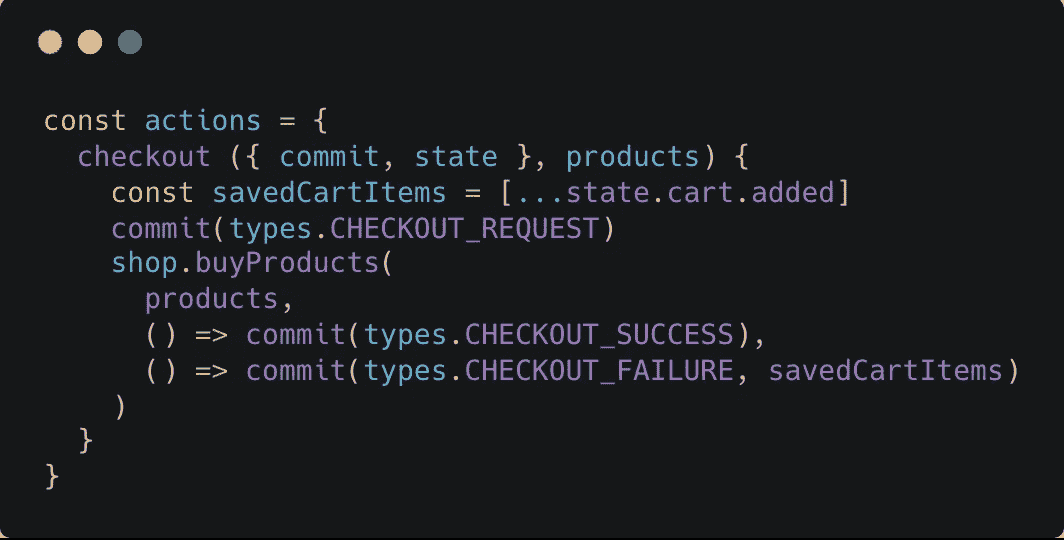 const actions = {
  checkout ({ commit, state }, products) {
    const savedCartItems = [...state.cart.added]
    commit(types.CHECKOUT_REQUEST)
    shop.buyProducts(
      products,
      () => commit(types.CHECKOUT_SUCCESS),
      () => commit(types.CHECKOUT_FAILURE, savedCartItems)
    )
  }
}